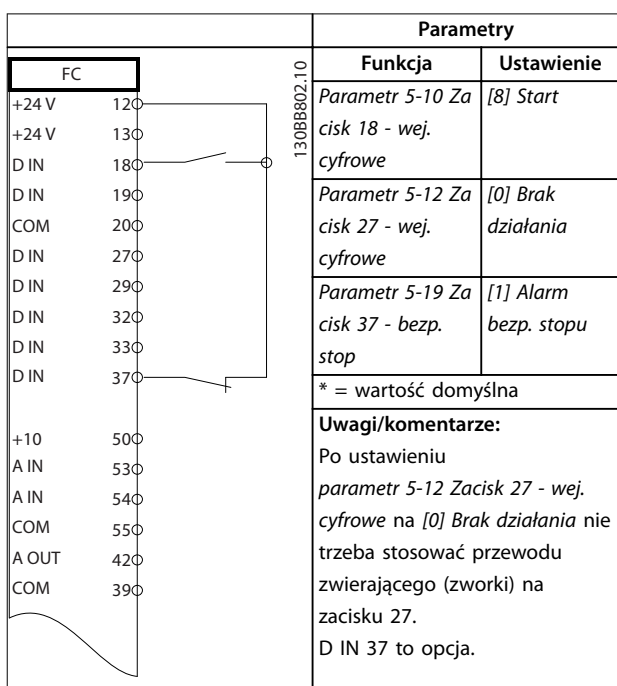 FC
+24 V 12
+24 V 13
D IN 18
D IN 19
COM 20
D IN 27
D IN 29
D IN 32
D IN 33
D IN 37
+10 50
A IN 53
A IN 54
COM 55
A OUT 42
COM 39
130BB802.10
Parametry
Funkcja Ustawienie
Parametr 5-10 Za
cisk 18 - wej.
cyfrowe
[8] Start
Parametr 5-12 Za
cisk 27 - wej.
cyfrowe
[0] Brak
działania
Parametr 5-19 Za
cisk 37 - bezp.
stop
[1] Alarm
bezp. stopu
* = wartość domyślna
Uwagi/komentarze:
Po ustawieniu
parametr 5-12 Zacisk 27 - wej.
cyfrowe na [0] Brak działania nie
trzeba stosować przewodu
zwierającego (zworki) na
zacisku 27.
D IN 37 to opcja.